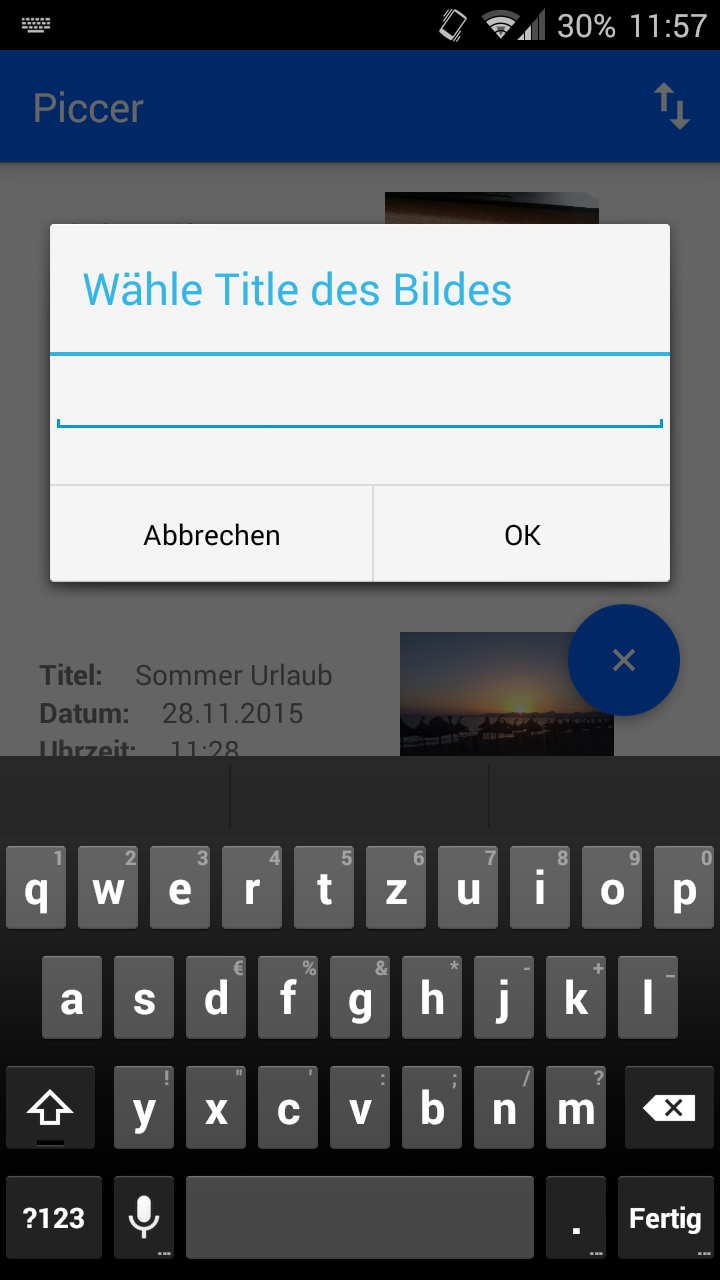 30% 11:57
Piccer
Wähle Title des Bildes
Abbrechen OK
Titel: Sommer Urlaub
Datum: 28.11.2015
Uhrzeit: 11:28
1 2 3 4 5 6 7 8 9 0
q w e r t z u i o p
€ % & * - + _
a s d f g h j k l
! " ' : ; / ?
y x c v b n m
?123 . Fertig